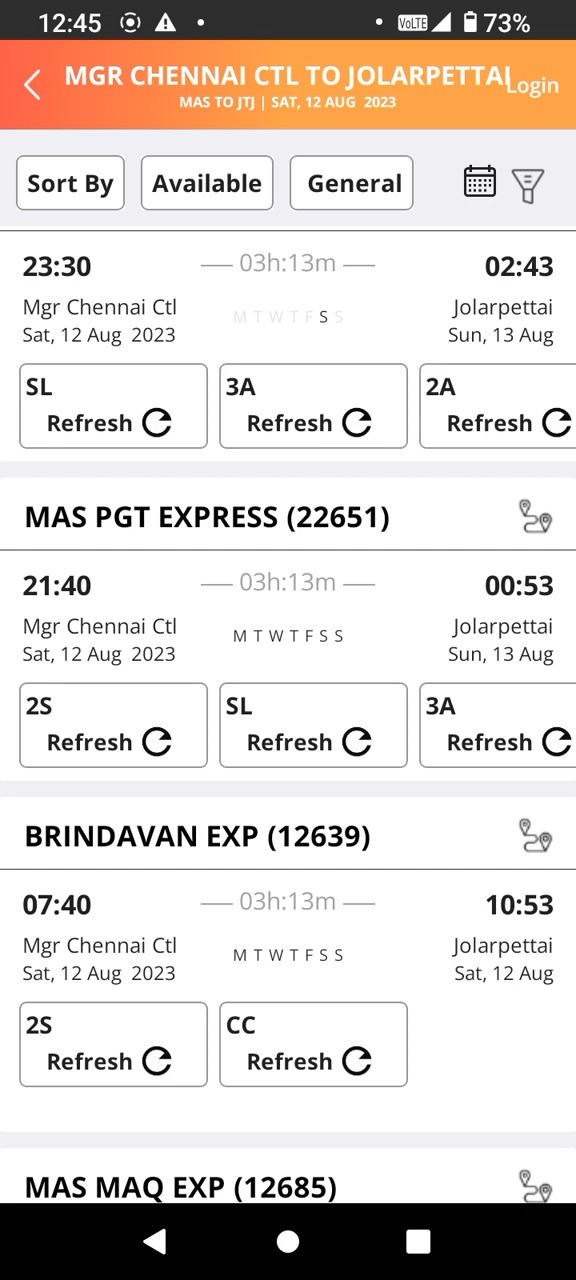 12:45 VoLTE 73%
MGR CHENNAI CTL TO JOLARPETTAI
Login
MAS TO JTJ | SAT, 12 AUG 2023
Sort By Available General
23:30 03h:13m 02:43
Mgr Chennai Ctl M T W T F S S Jolarpettai
Sat, 12 Aug 2023 Sun, 13 Aug
SL 3A 2A
Refresh Refresh Refresh
MAS PGT EXPRESS (22651)
21:40 03h:13m 00:53
Mgr Chennai Ctl M T W T F S S Jolarpettai
Sat, 12 Aug 2023 Sun, 13 Aug
2S SL 3A
Refresh Refresh Refresh
BRINDAVAN EXP (12639)
07:40 03h:13m 10:53
Mgr Chennai Ctl M T W T F S S Jolarpettai
Sat, 12 Aug 2023 Sat, 12 Aug
2S CC
Refresh Refresh
MAS MAQ EXP (12685)